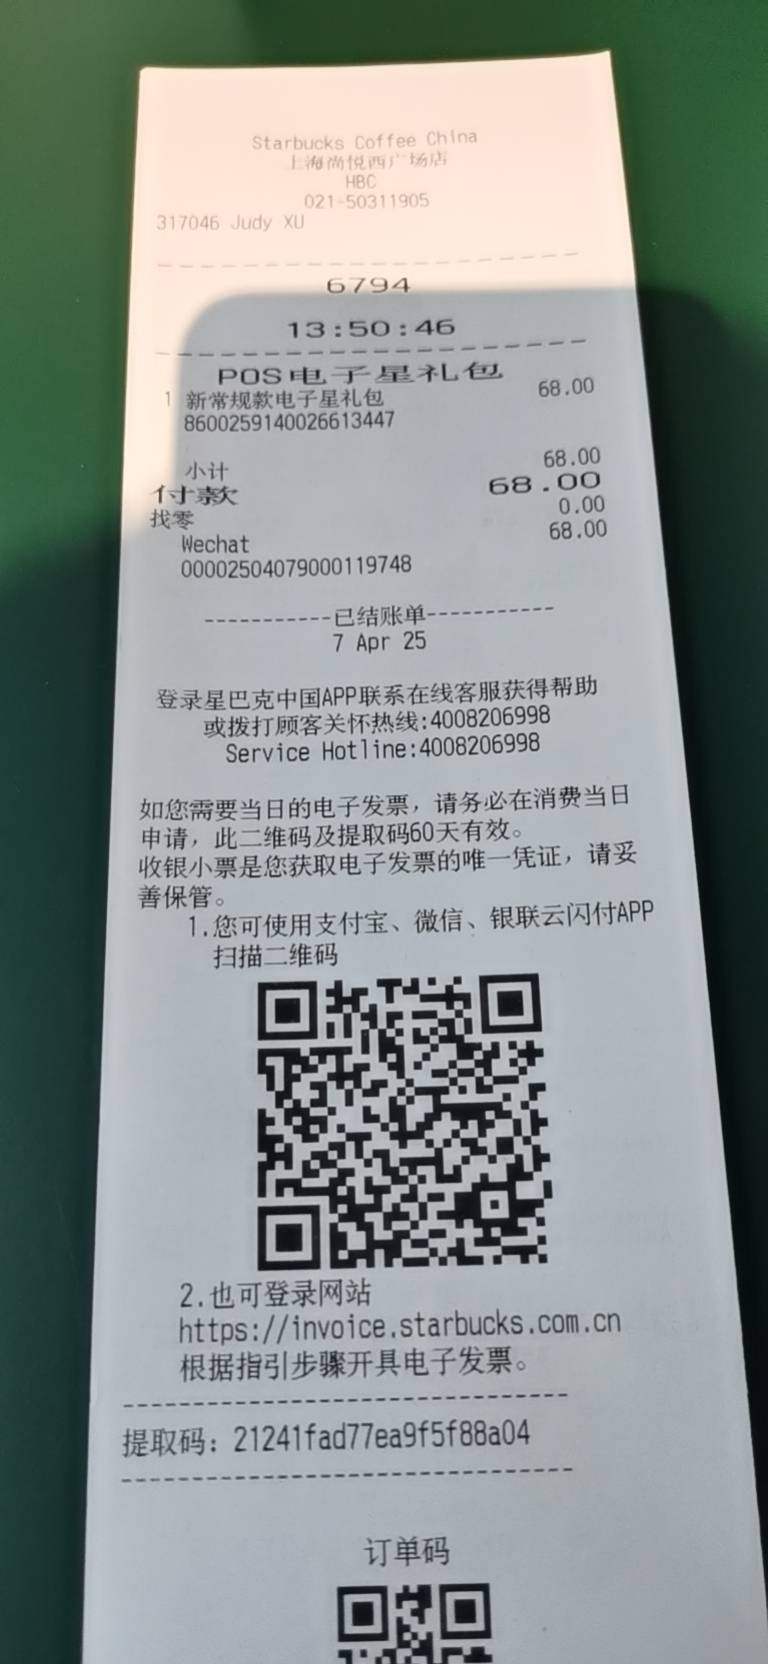 Starbucks Coffee China
上海尚悦西广场店
HBC
021-50311905
317046 Judy XU
6794
13:50:46
POS电子星礼包
1 新常规款电子星礼包 68.00
8600259140026613447
小计 68.00
付款 68.00
找零 0.00
Wechat 68.00
00002504079000119748
-----------已结账单-----------
7 Apr 25
登录星巴克中国APP联系在线客服获得帮助
或拨打顾客关怀热线:4008206998
Service Hotline:4008206998
如您需要当日的电子发票，请务必在消费当日
申请，此二维码及提取码60天有效。
收银小票是您获取电子发票的唯一凭证，请妥
善保管。
1.您可使用支付宝、微信、银联云闪付APP
扫描二维码
2.也可登录网站
https://invoice.starbucks.com.cn
根据指引步骤开具电子发票。
提取码：21241fad77ea9f5f88a04
订单码